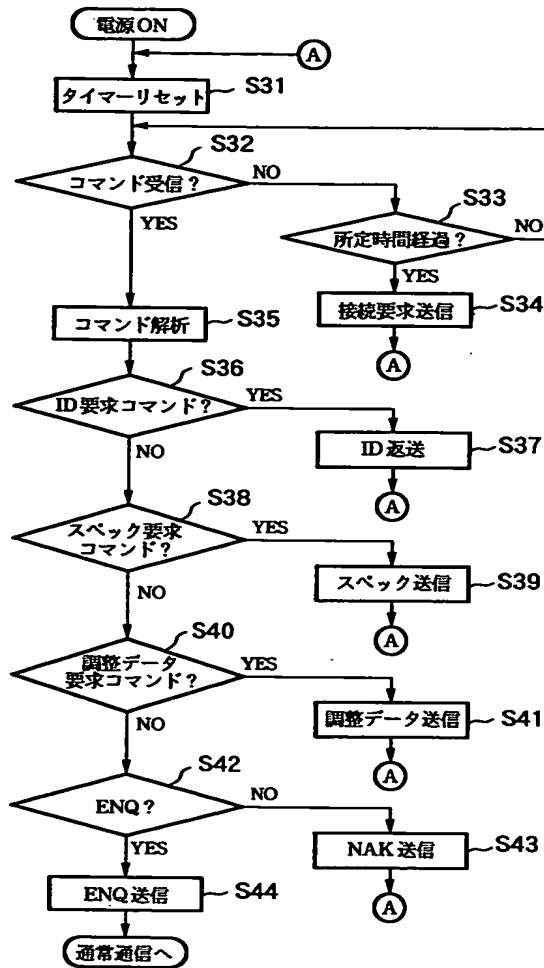 電源ON
A
タイマーリセット
S31
S32
コマンド受信?
NO
YES
S33
所定時間経過?
NO
YES
接続要求送信
S34
A
コマンド解析
S35
S36
ID要求コマンド?
YES
NO
ID返送
S37
A
S38
スペック要求
コマンド?
YES
NO
スペック送信
S39
A
S40
調整データ
要求コマンド?
YES
NO
調整データ送信
S41
A
S42
ENQ?
NO
YES
NAK送信
S43
A
ENQ送信
S44
通常通信へ